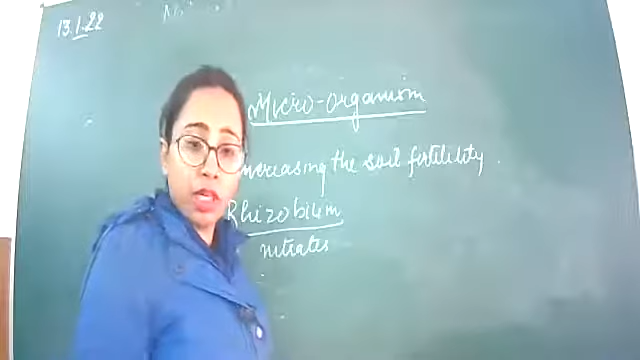 13.1.22
Micro-organism
increasing the soil fertility.
Rhizobium
nitrates